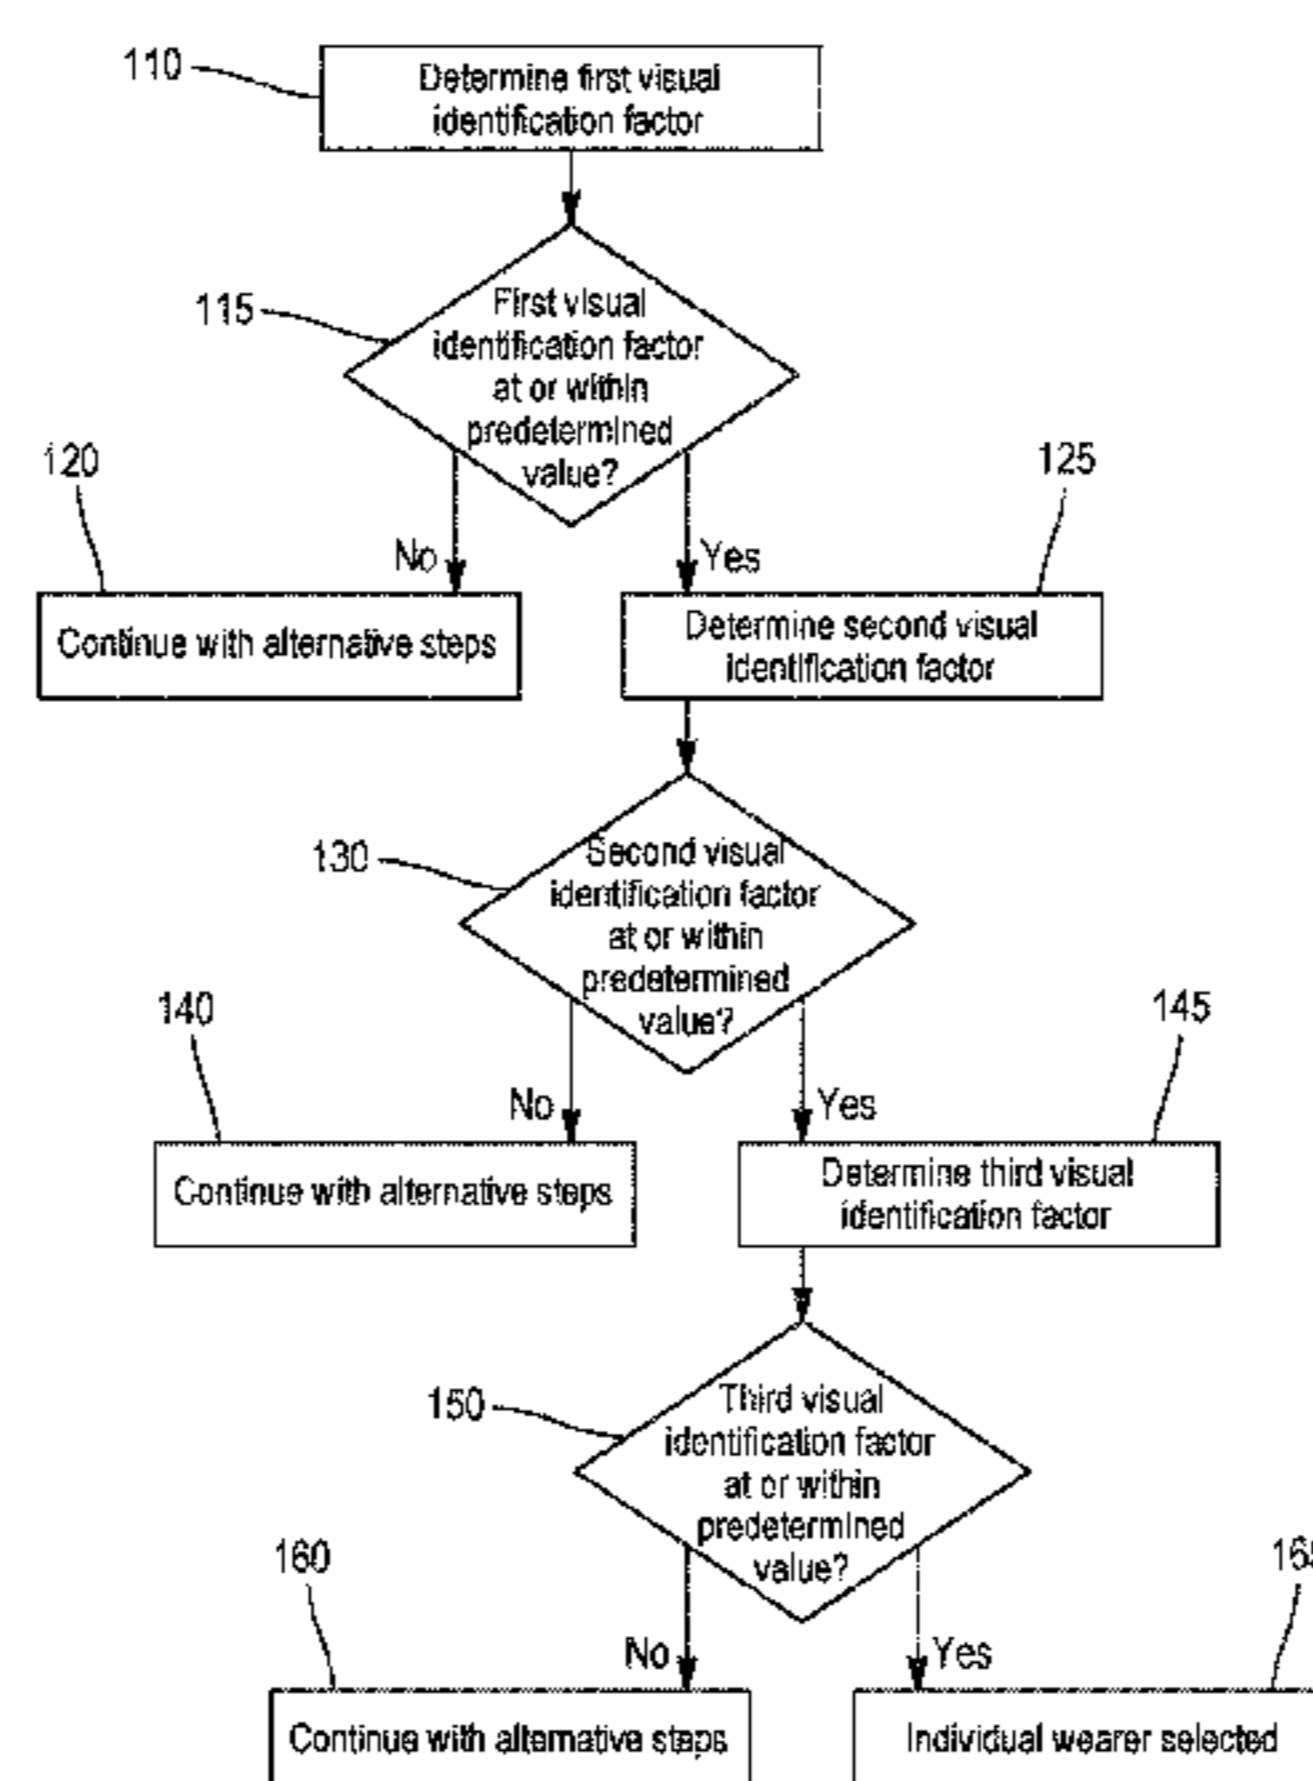 110
Determine first visual
identification factor
115
First visual
identification factor
at or within
predetermined
value?
120
125
No
Yes
Continue with alternative steps
Determine second visual
identification factor
130
Second visual
identification factor
at or within
predetermined
value?
140
145
No
Yes
Continue with alternative steps
Determine third visual
identification factor
150
Third visual
identification factor
at or within
predetermined
value?
160
165
No
Yes
Continue with alternative steps
Individual wearer selected